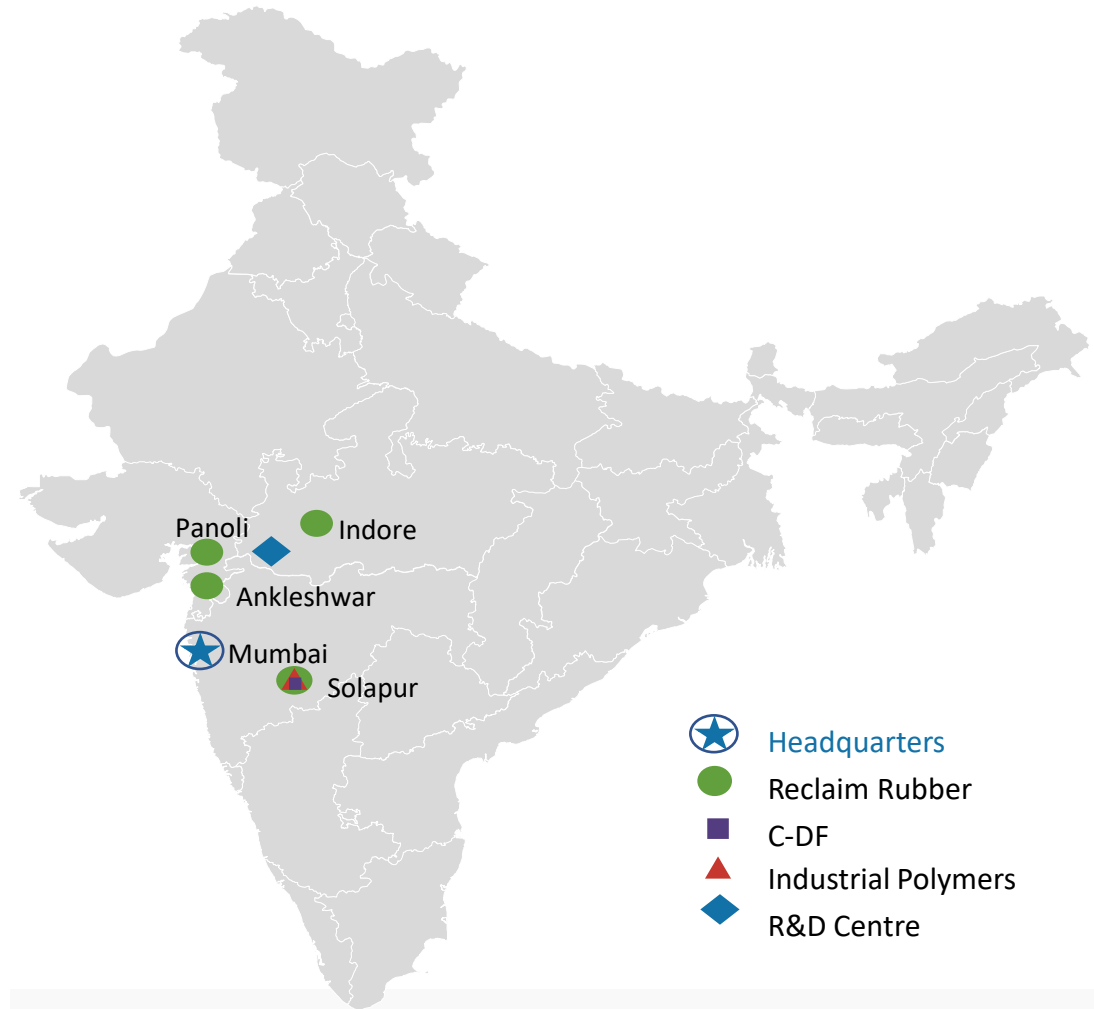 Panoli
Indore
Ankleshwar
Mumbai
Solapur
Headquarters
Reclaim Rubber
C-DF
Industrial Polymers
R&D Centre